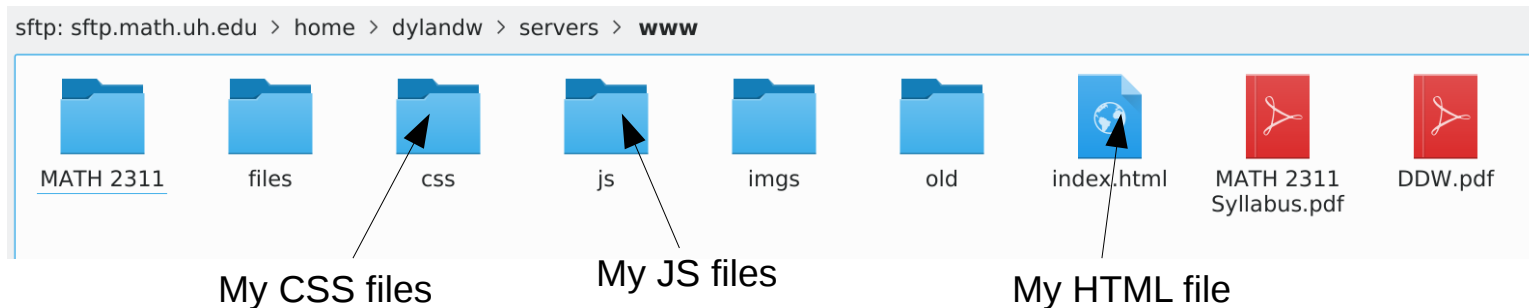 sftp: sftp.math.uh.edu > home > dylandw > servers > www
MATH 2311
files
css
js
imgs
old
index.html
MATH 2311
Syllabus.pdf
DDW.pdf
My CSS files
My JS files
My HTML file